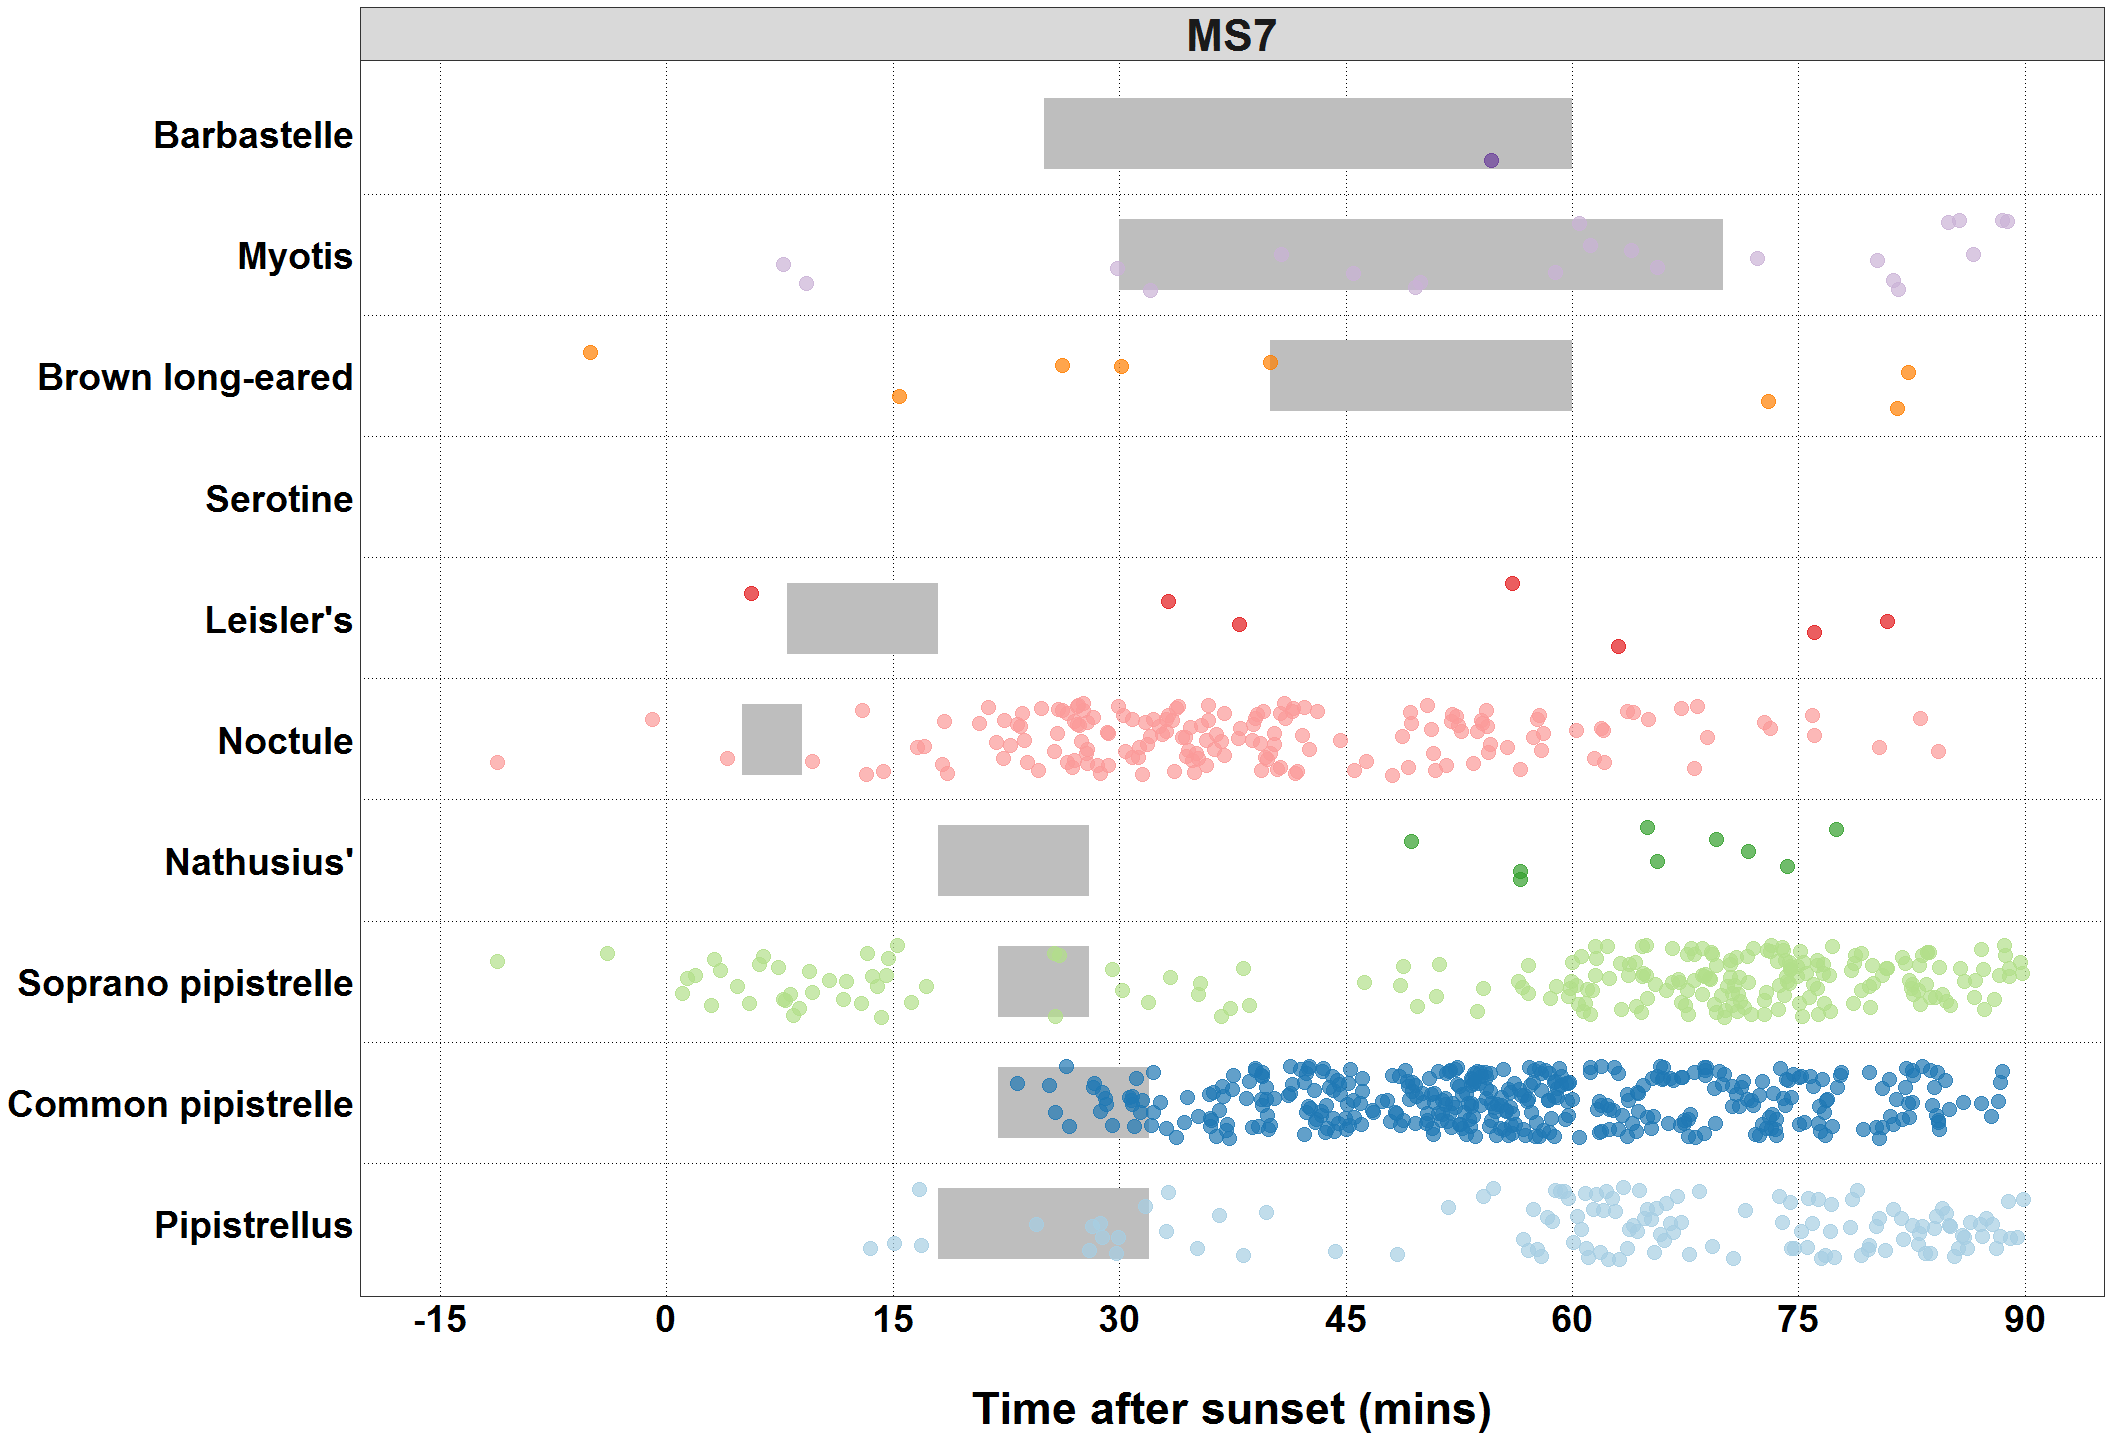 MS7
Barbastelle
Myotis
Brown long-eared
Serotine
Leisler's
Noctule
Nathusius'
Soprano pipistrelle
Common pipistrelle
Pipistrellus
-15 0 15 30 45 60 75 90
Time after sunset (mins)